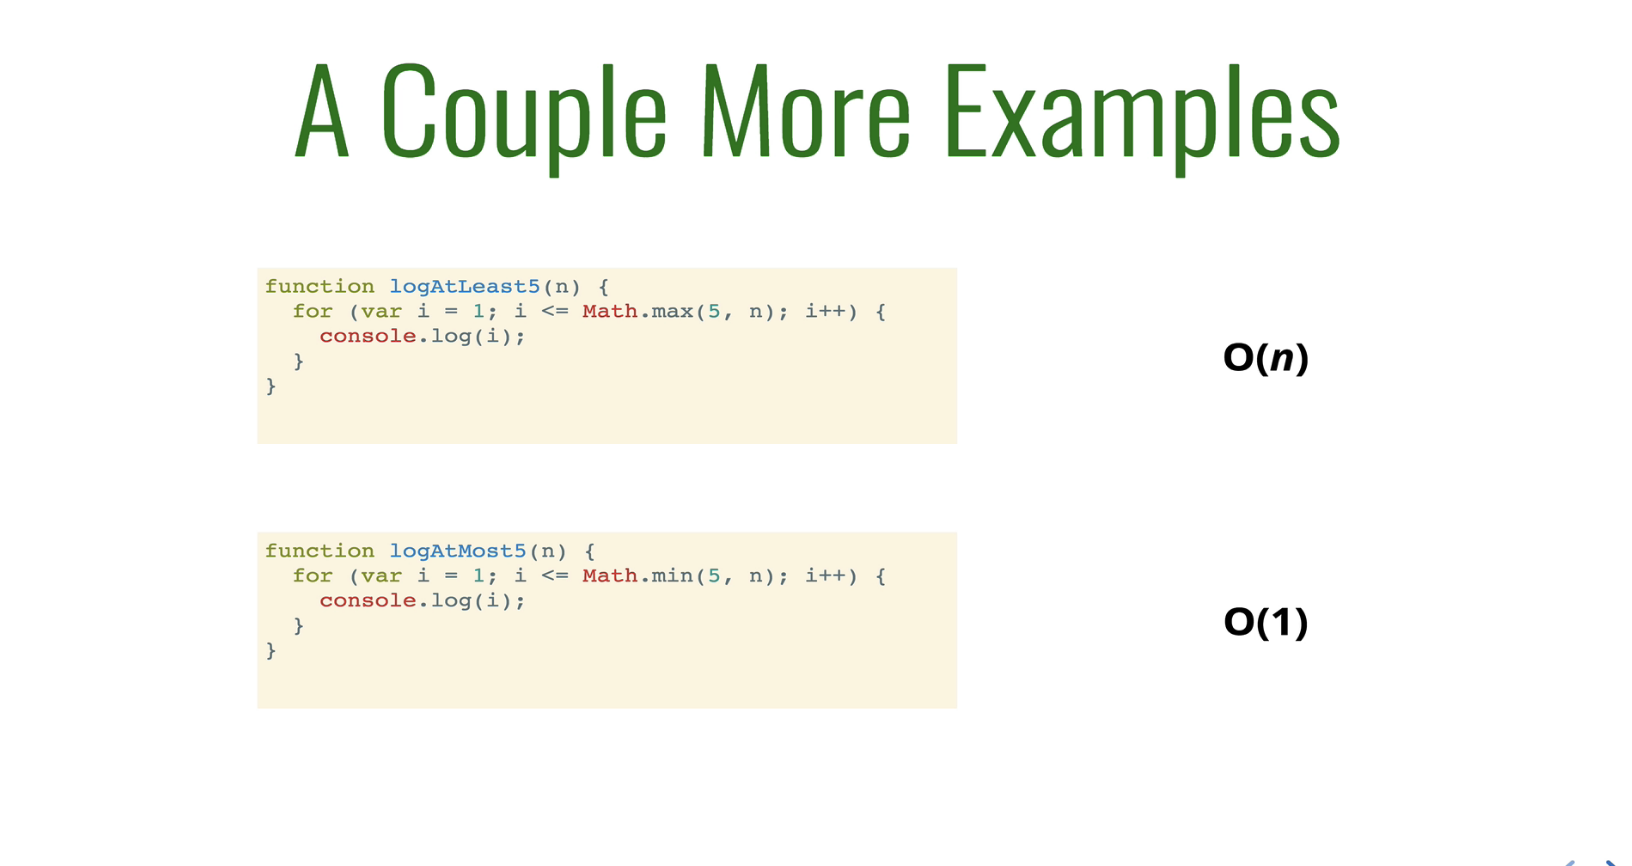 A Couple More Examples
function logAtLeast5(n) {
  for (var i = 1; i <= Math.max(5, n); i++) {
    console.log(i);
  }
}
O(n)
function logAtMost5(n) {
  for (var i = 1; i <= Math.min(5, n); i++) {
    console.log(i);
  }
}
O(1)